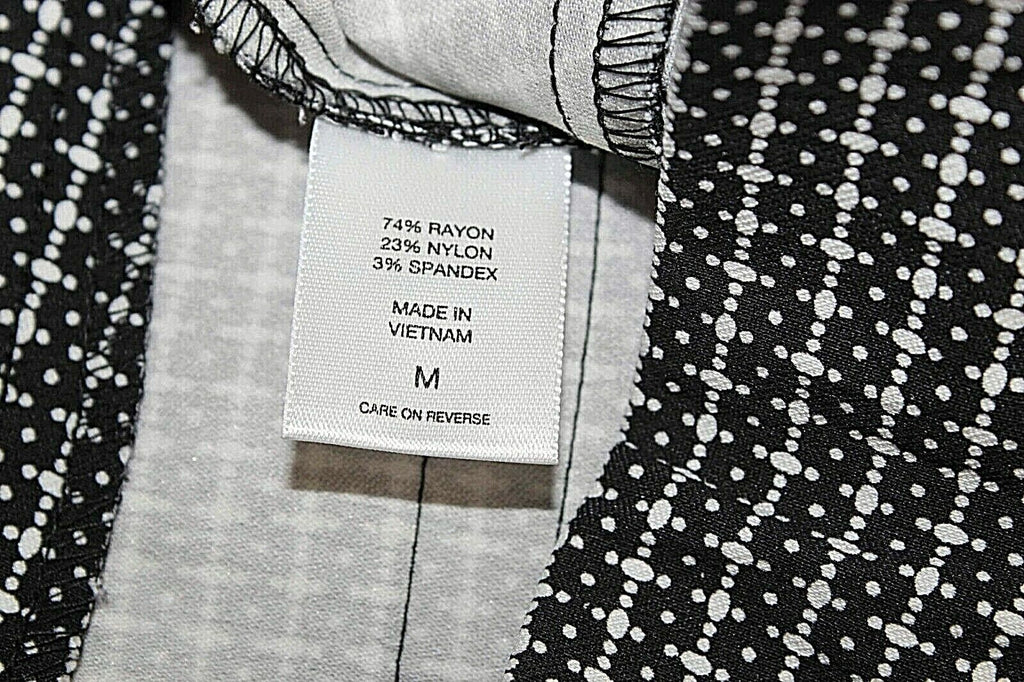 74% RAYON
23% NYLON
3% SPANDEX
MADE IN
VIETNAM
M
CARE ON REVERSE